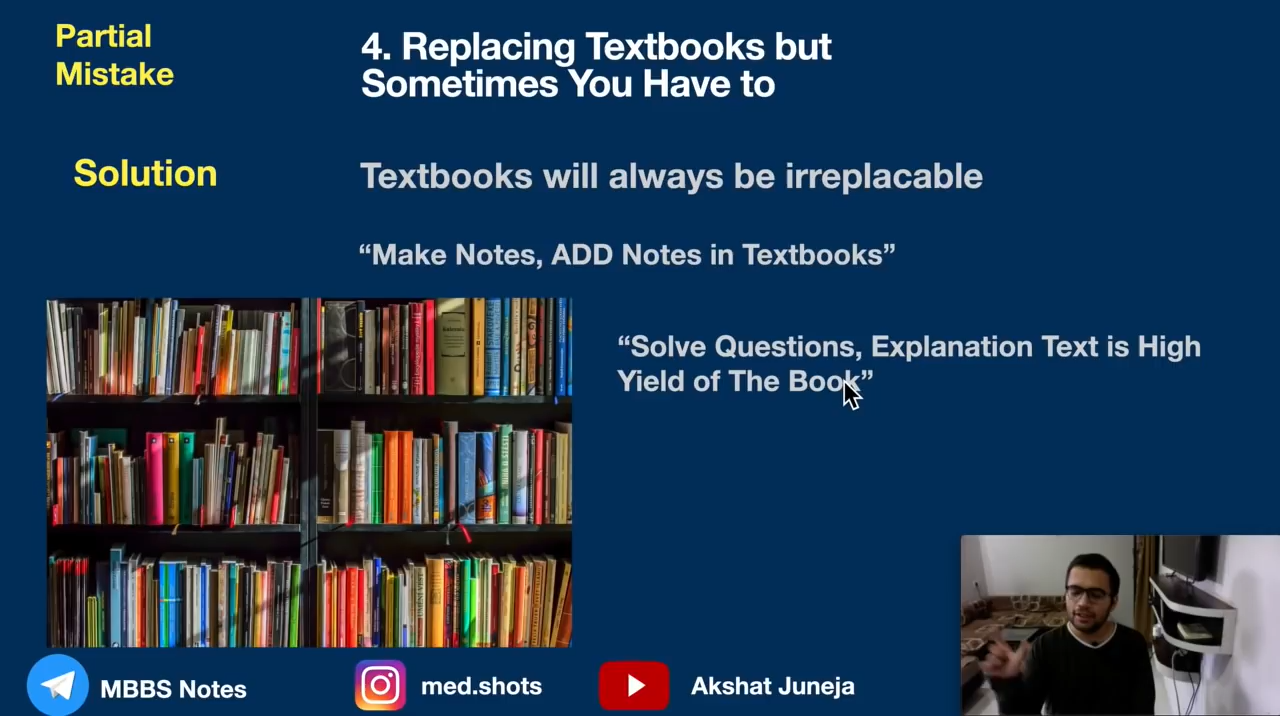 Partial
Mistake
4. Replacing Textbooks but
Sometimes You Have to
Solution
Textbooks will always be irreplacable
“Make Notes, ADD Notes in Textbooks”
“Solve Questions, Explanation Text is High
Yield of The Book”
MBBS Notes
med.shots
Akshat Juneja